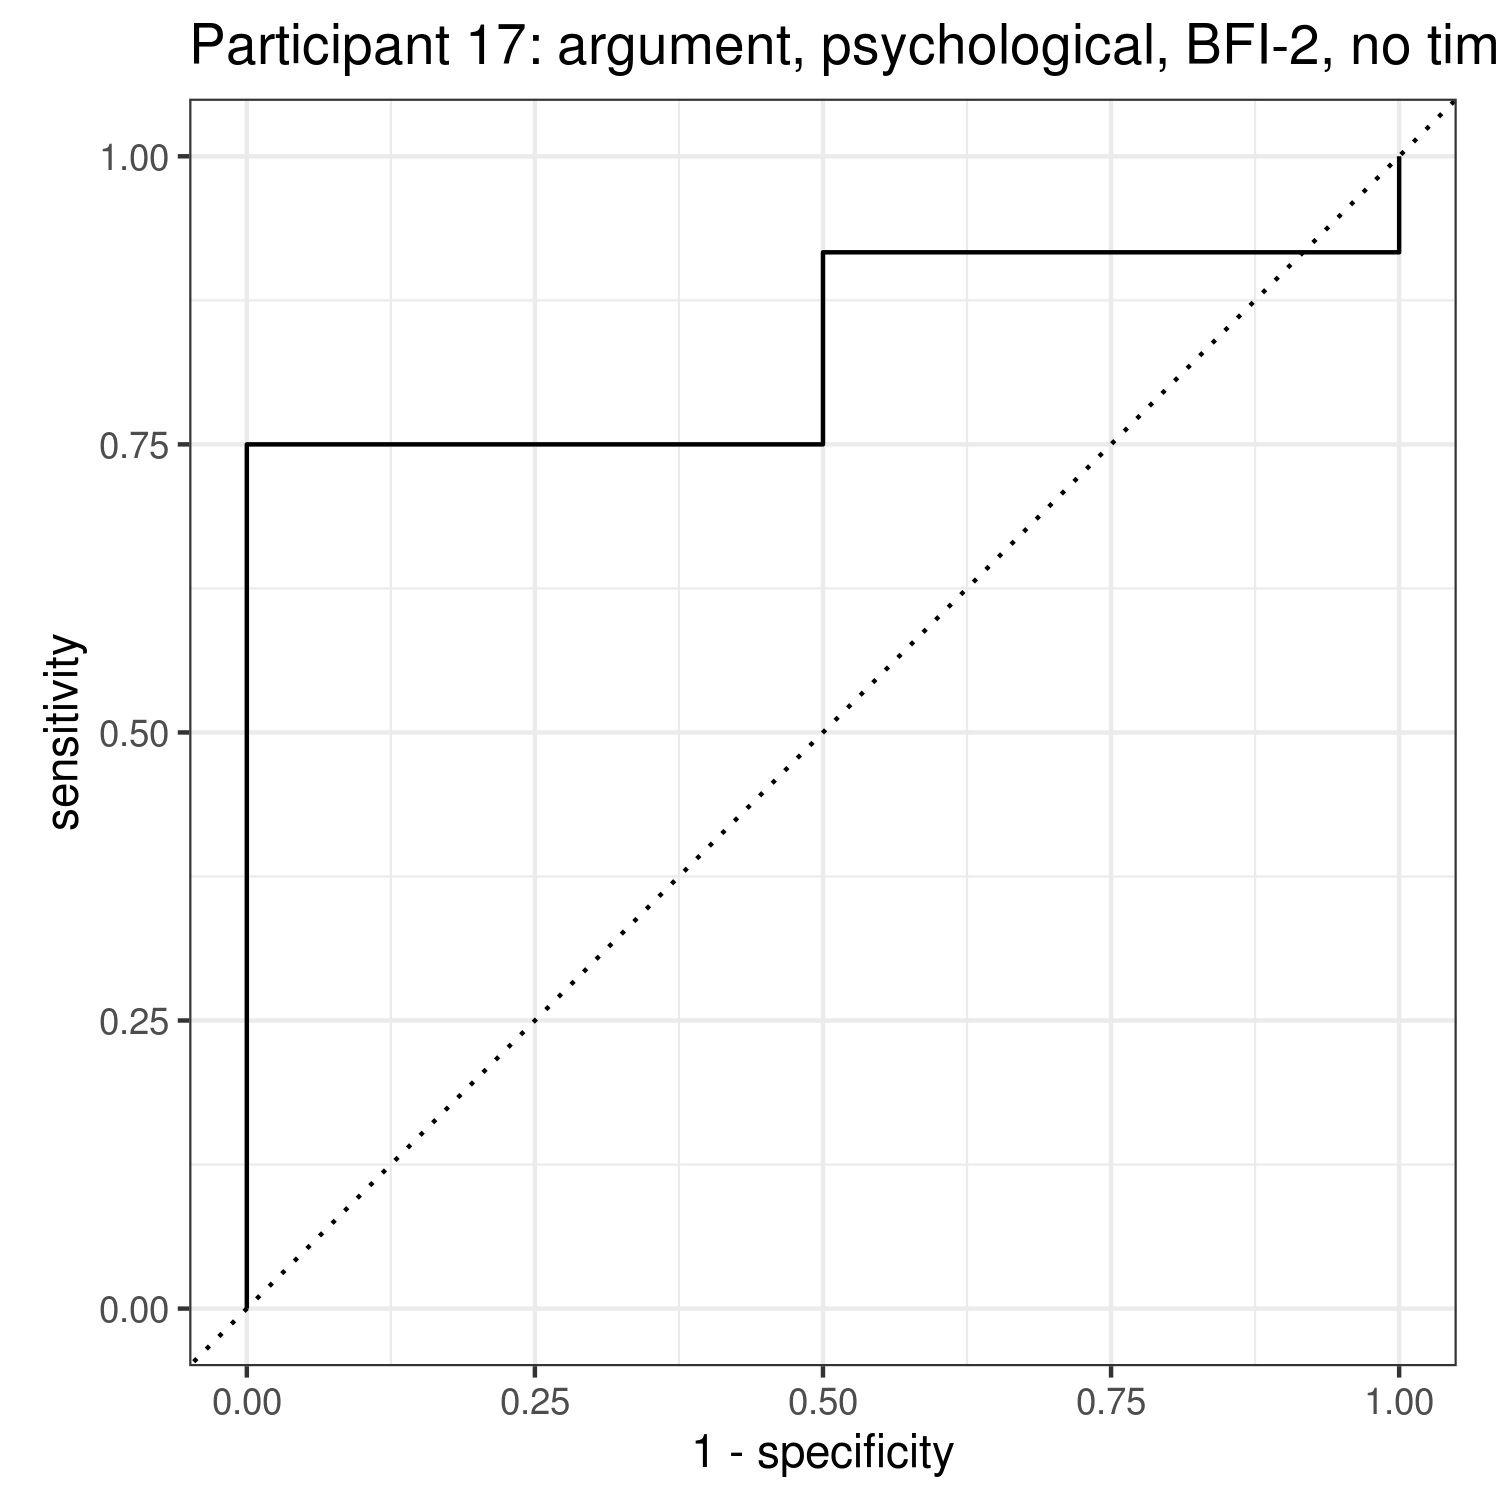 Participant 17: argument, psychological, BFI-2, no tim
1.00
0.75
0.50
0.25
0.00
sensitivity
0.00 0.25 0.50 0.75 1.00
1 - specificity